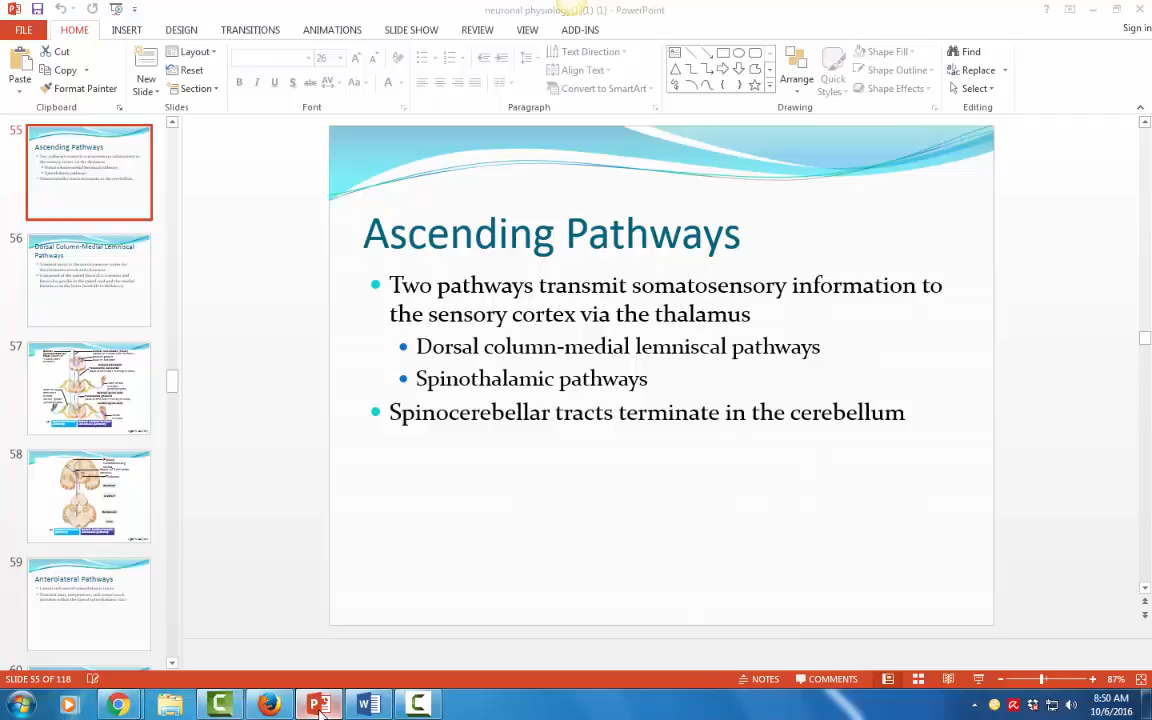 neuronal physiology (1)(1) (1) - PowerPoint
Sign in
FILE HOME INSERT DESIGN TRANSITIONS ANIMATIONS SLIDE SHOW REVIEW VIEW ADD-INS
Cut Layout 26 Text Direction Shape Fill Find
Copy Reset Align Text Shape Outline Replace
Paste New Slide Arrange Quick Styles
Format Painter Section Convert to SmartArt Shape Effects Select
Clipboard Slides Font Paragraph Drawing Editing
55
Ascending Pathways
56
Dorsal Column-Medial Lemniscal
Pathways
57
58
59
Anterolateral Pathways
Ascending Pathways
Two pathways transmit somatosensory information to
the sensory cortex via the thalamus
Dorsal column-medial lemniscal pathways
Spinothalamic pathways
Spinocerebellar tracts terminate in the cerebellum
SLIDE 55 OF 118 NOTES COMMENTS 87%
8:50 AM
10/6/2016